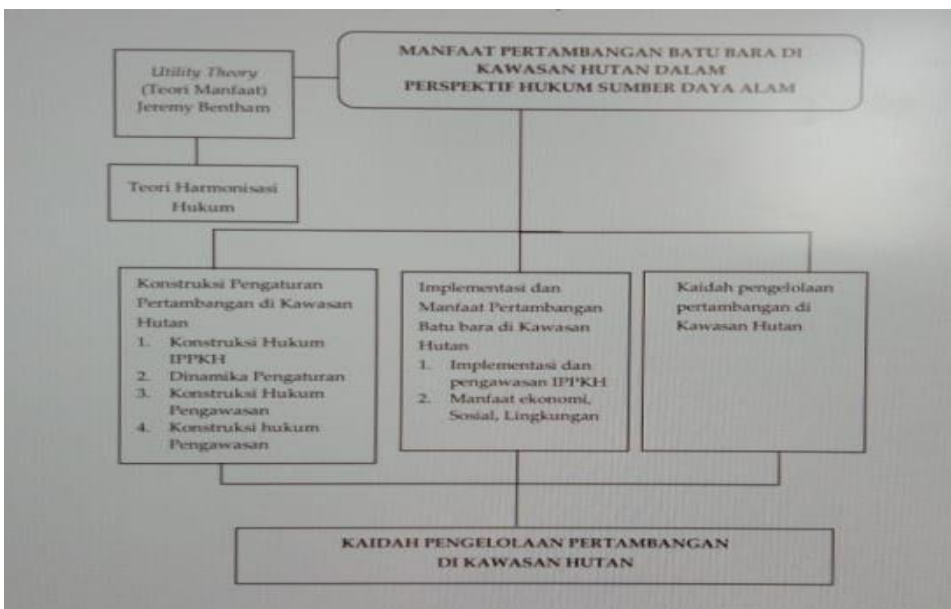 MANFAAT PERTAMBANGAN BATU BARA DI
KAWASAN HUTAN DALAM
PERSPEKTIF HUKUM SUMBER DAYA ALAM
Utility Theory
(Teori Manfaat)
Jeremy Bentham
Teori Harmonisasi
Hukum
Konstruksi Pengaturan
Pertambangan di Kawasan
Hutan
1. Konstruksi Hukum
IPPKH
2. Dinamika Pengaturan
3. Konstruksi Hukum
Pengawasan
4. Konstruksi hukum
Pengawasan
Implementasi dan
Manfaat Pertambangan
Batu bara di Kawasan
Hutan
1. Implementasi dan
pengawasan IPPKH
2. Manfaat ekonomi,
Sosial, Lingkungan
Kaidah pengelolaan
pertambangan di
Kawasan Hutan
KAIDAH PENGELOLAAN PERTAMBANGAN
DI KAWASAN HUTAN